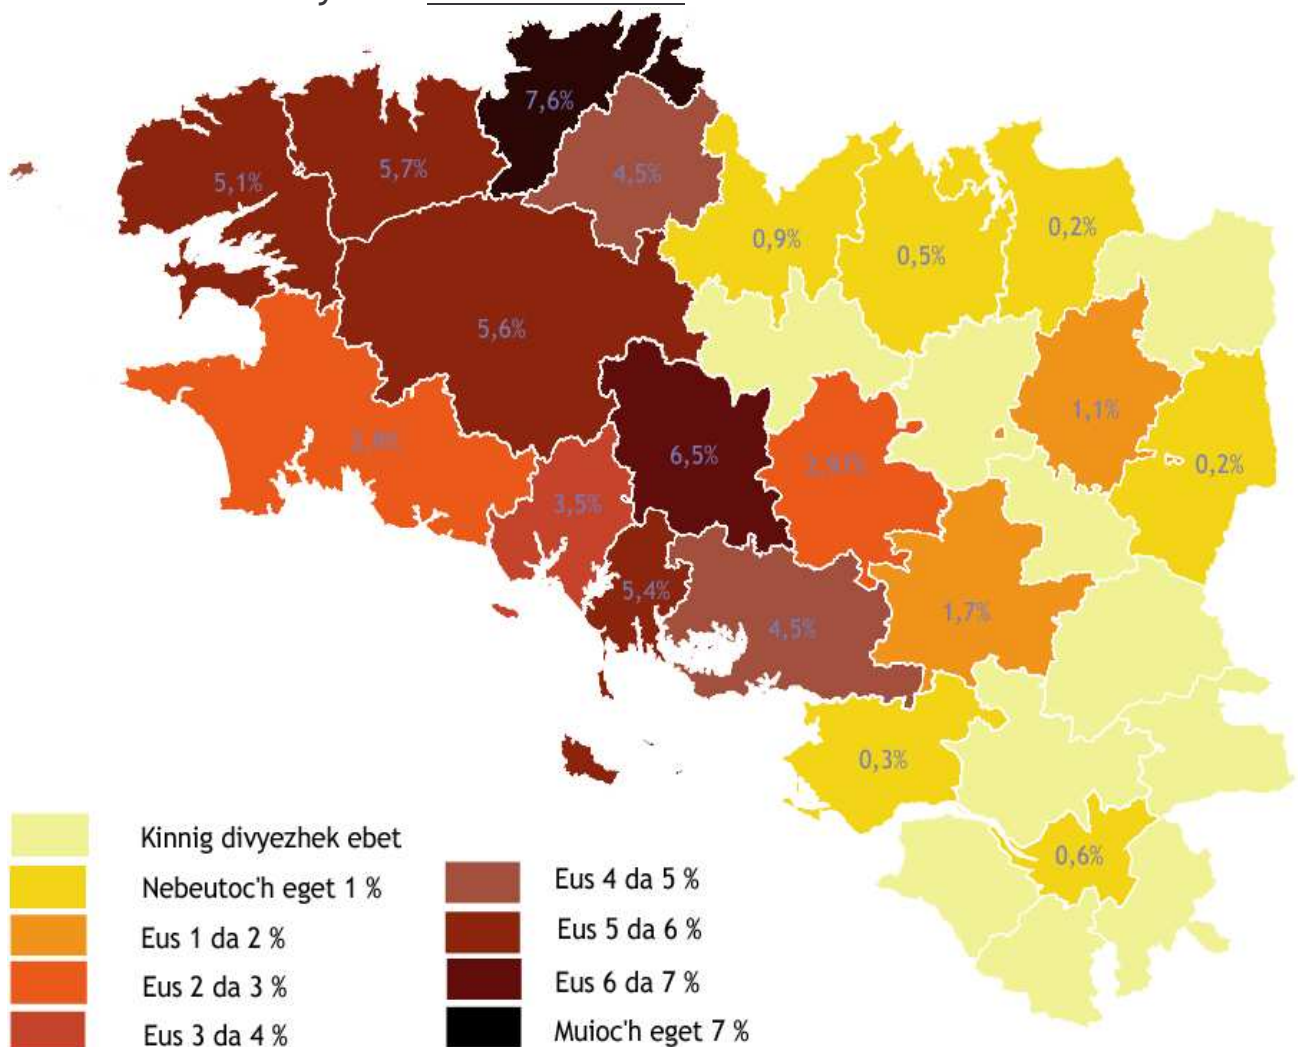 7,6%
5,7%
5,1%
4,5%
0,9%
0,5%
0,2%
5,6%
1,1%
6,5%
0,2%
3,5%
5,4%
4,5%
1,7%
0,3%
0,6%
Kinnig divyezhek ebet
Nebeutoc'h eget 1 %
Eus 1 da 2 %
Eus 2 da 3 %
Eus 3 da 4 %
Eus 4 da 5 %
Eus 5 da 6 %
Eus 6 da 7 %
Muioc'h eget 7 %